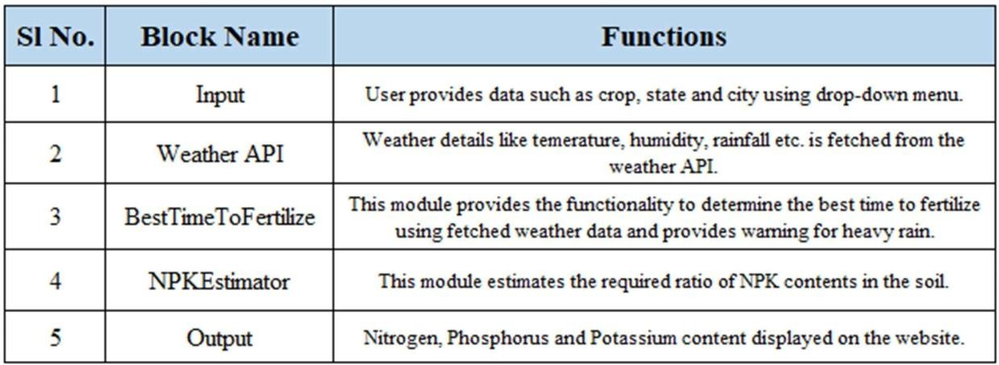 Sl No. Block Name Functions
1 Input User provides data such as crop, state and city using drop-down menu.
2 Weather API Weather details like temerature, humidity, rainfall etc. is fetched from the
weather API.
3 BestTimeToFertilize This module provides the functionality to determine the best time to fertilize
using fetched weather data and provides warning for heavy rain.
4 NPKEstimator This module estimates the required ratio of NPK contents in the soil.
5 Output Nitrogen, Phosphorus and Potassium content displayed on the website.